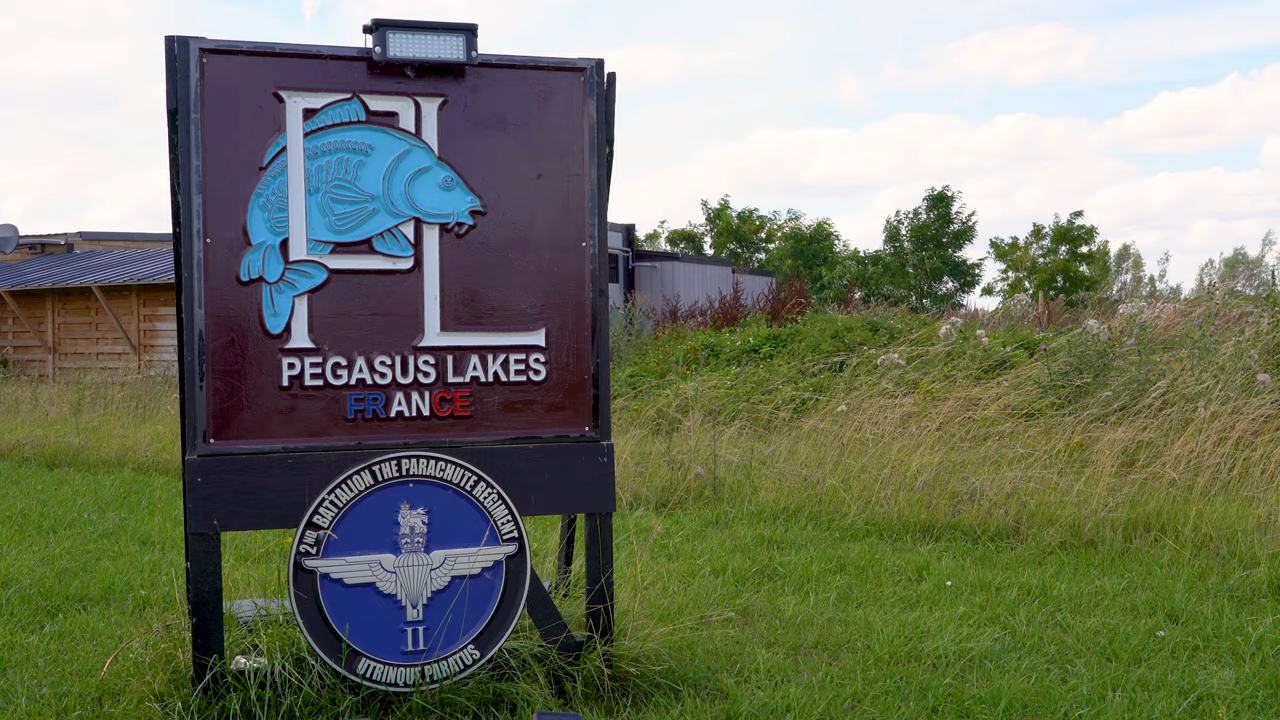 PL
PEGASUS LAKES
FRANCE
2ND BATTALION THE PARACHUTE REGIMENT
II
UTRINQUE PARATUS